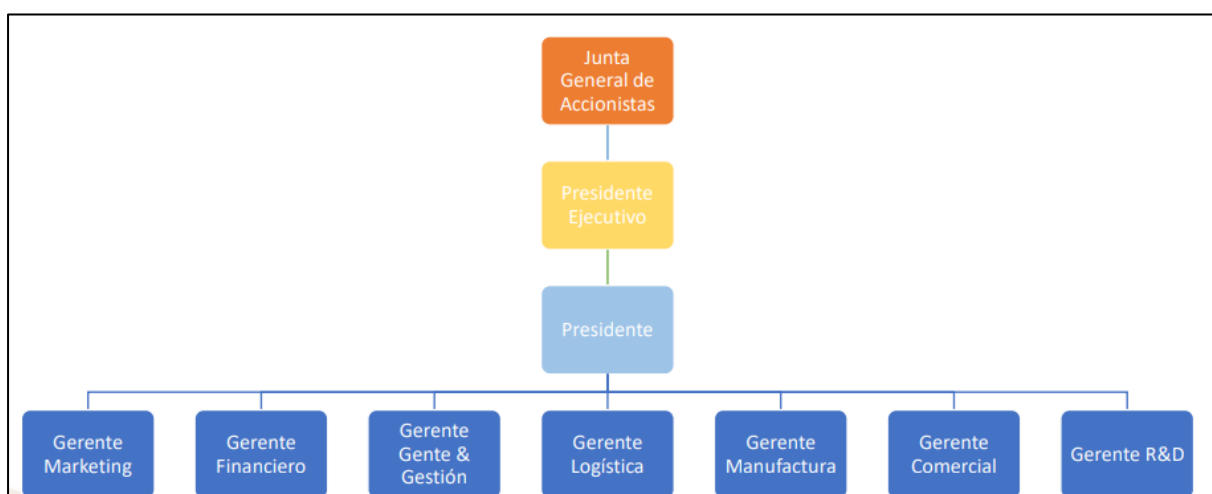 Junta
General de
Accionistas
Presidente
Ejecutivo
Presidente
Gerente
Marketing
Gerente
Financiero
Gerente
Gente &
Gestión
Gerente
Logística
Gerente
Manufactura
Gerente
Comercial
Gerente R&D